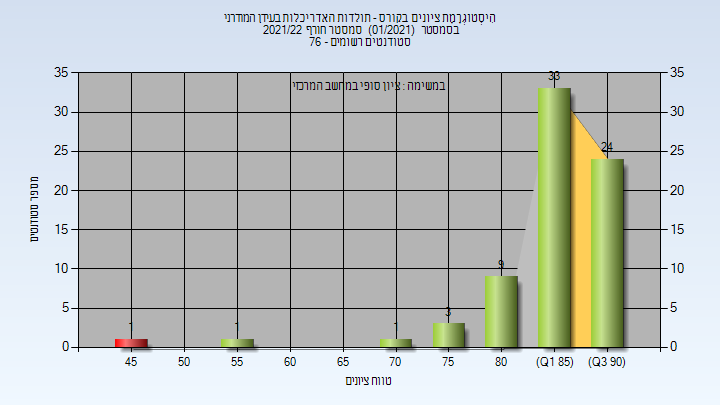 הִיסְטוֹגְרַמַת ציונים בקורס - תולדות האדריכלות בעידן המודרני
בסמסטר (01/2021) סמסטר חורף 2021/22
סטודנטים רשומים - 76
במשימה : ציון סופי במחשב המרכזי
מספר סטודנטים
35 30 25 20 15 10 5 0
35 30 25 20 15 10 5 0
1 1 1 3 9 33 24
45 50 55 60 65 70 75 80 (Q1 85) (Q3 90)
טווח ציונים